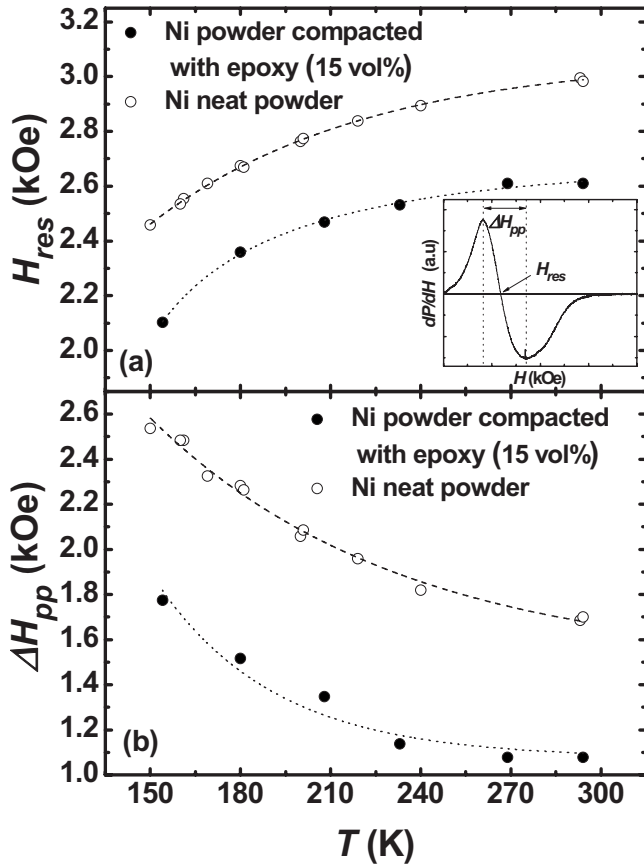 3.2
3.0
2.8
2.6
2.4
2.2
2.0
H_res (kOe)
Ni powder compacted
with epoxy (15 vol%)
Ni neat powder
(a)
ΔH_pp
H_res
dP/dH (a.u)
H (kOe)
2.6
2.4
2.2
2.0
1.8
1.6
1.4
1.2
1.0
ΔH_pp (kOe)
Ni powder compacted
with epoxy (15 vol%)
Ni neat powder
(b)
150 180 210 240 270 300
T (K)